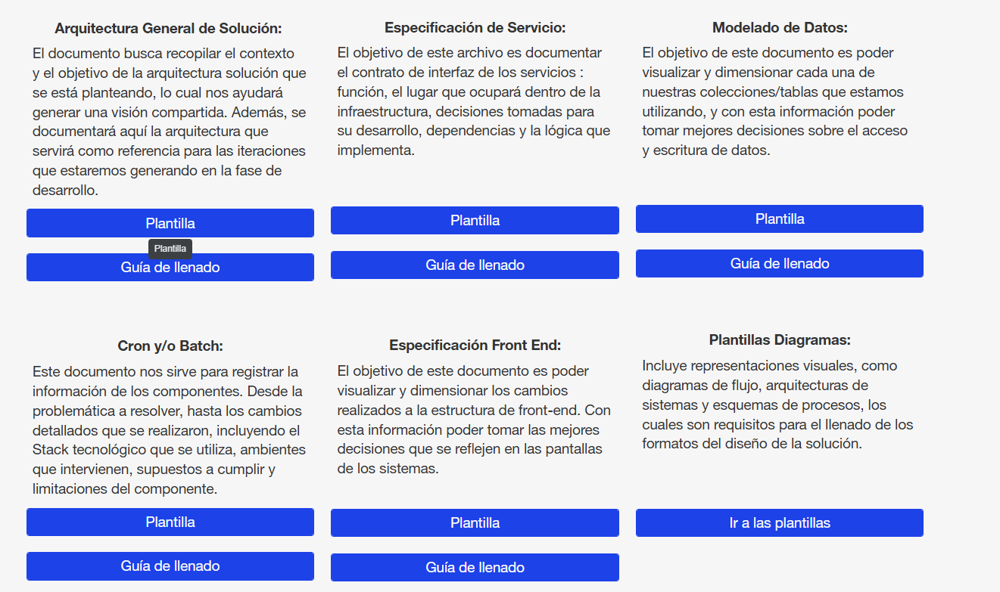 Arquitectura General de Solución:
El documento busca recopilar el contexto
y el objetivo de la arquitectura solución que
se está planteando, lo cual nos ayudará
generar una visión compartida. Además, se
documentará aquí la arquitectura que
servirá como referencia para las iteraciones
que estaremos generando en la fase de
desarrollo.
Plantilla
Plantilla
Guía de llenado
Especificación de Servicio:
El objetivo de este archivo es documentar
el contrato de interfaz de los servicios :
función, el lugar que ocupará dentro de la
infraestructura, decisiones tomadas para
su desarrollo, dependencias y la lógica que
implementa.
Plantilla
Guía de llenado
Modelado de Datos:
El objetivo de este documento es poder
visualizar y dimensionar cada una de
nuestras colecciones/tablas que estamos
utilizando, y con esta información poder
tomar mejores decisiones sobre el acceso
y escritura de datos.
Plantilla
Guía de llenado
Cron y/o Batch:
Este documento nos sirve para registrar la
información de los componentes. Desde la
problemática a resolver, hasta los cambios
detallados que se realizaron, incluyendo el
Stack tecnológico que se utiliza, ambientes
que intervienen, supuestos a cumplir y
limitaciones del componente.
Plantilla
Guía de llenado
Especificación Front End:
El objetivo de este documento es poder
visualizar y dimensionar los cambios
realizados a la estructura de front-end. Con
esta información poder tomar las mejores
decisiones que se reflejen en las pantallas
de los sistemas.
Plantilla
Guía de llenado
Plantillas Diagramas:
Incluye representaciones visuales, como
diagramas de flujo, arquitecturas de
sistemas y esquemas de procesos, los
cuales son requisitos para el llenado de los
formatos del diseño de la solución.
Ir a las plantillas